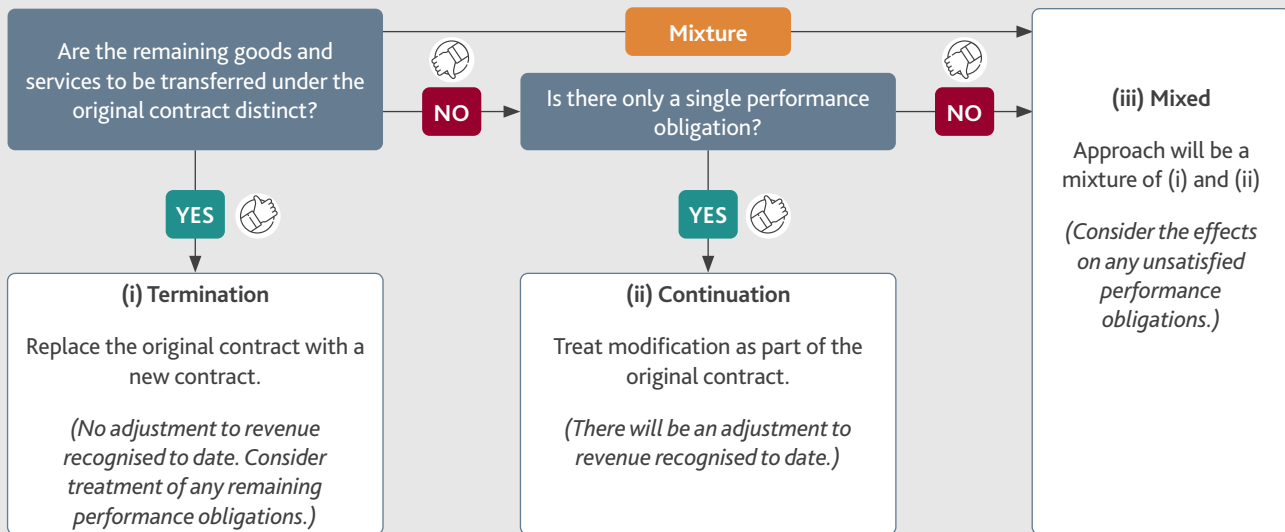 Are the remaining goods and
services to be transferred under the
original contract distinct?
Mixture
NO
Is there only a single performance
obligation?
NO
YES
YES
(i) Termination
Replace the original contract with a
new contract.
(No adjustment to revenue
recognised to date. Consider
treatment of any remaining
performance obligations.)
(ii) Continuation
Treat modification as part of the
original contract.
(There will be an adjustment to
revenue recognised to date.)
(iii) Mixed
Approach will be a
mixture of (i) and (ii)
(Consider the effects
on any unsatisfied
performance
obligations.)